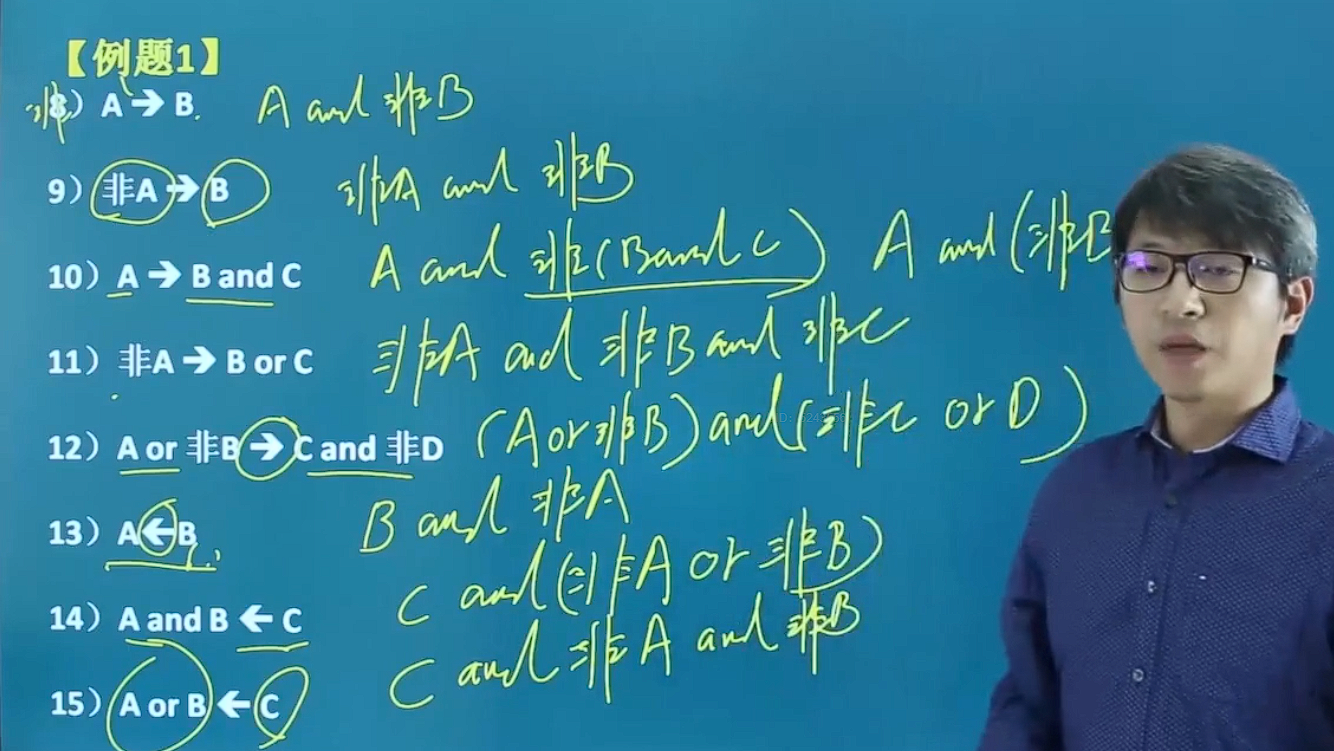 【例题1】
非8）A → B. A and 非B
9）非A → B 非A and 非B
10）A → B and C A and 非(B and C) A and (非B
11）非A → B or C 非A and 非B and 非C
12）A or 非B → C and 非D (A or 非B) and (非C or D)
13）A ← B B and 非A
14）A and B ← C C and (非A or 非B)
15）A or B ← C C and 非A and 非B